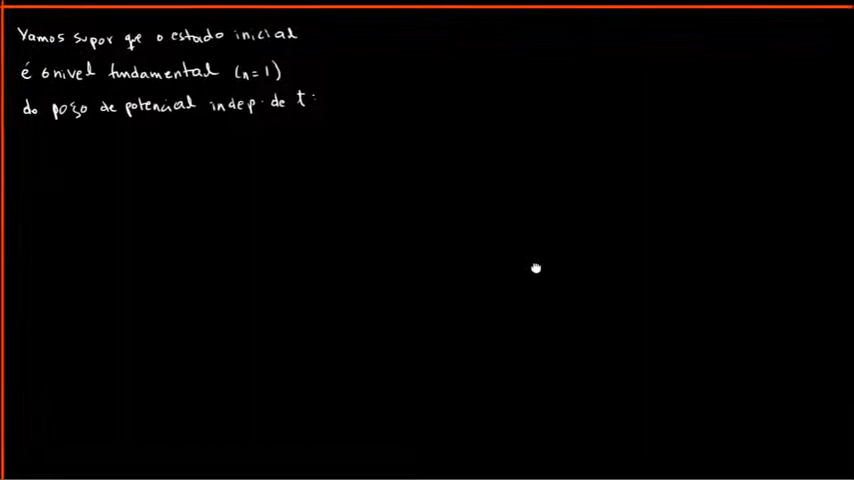 Vamos supor que o estado inicial
é o nível fundamental (n=1)
do poço de potencial indep. de t: